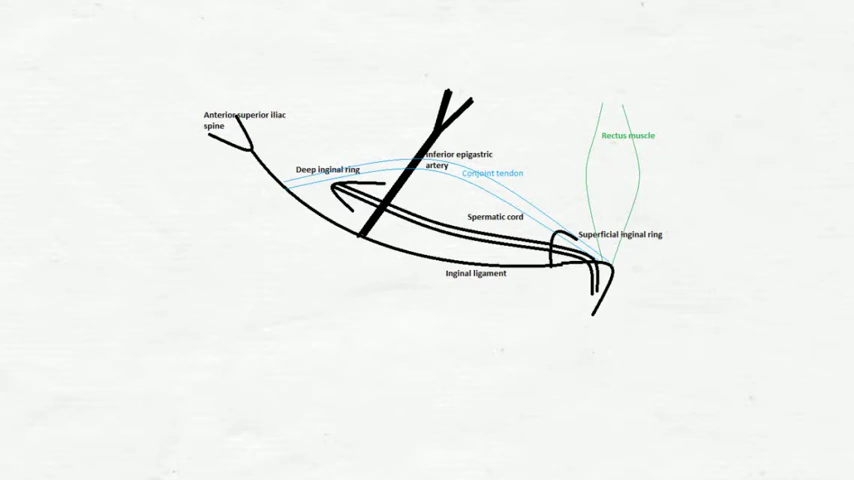 Anterior superior iliac
spine
Rectus muscle
Inferior epigastric
artery
Deep inginal ring
Conjoint tendon
Spermatic cord
Superficial inginal ring
Inginal ligament